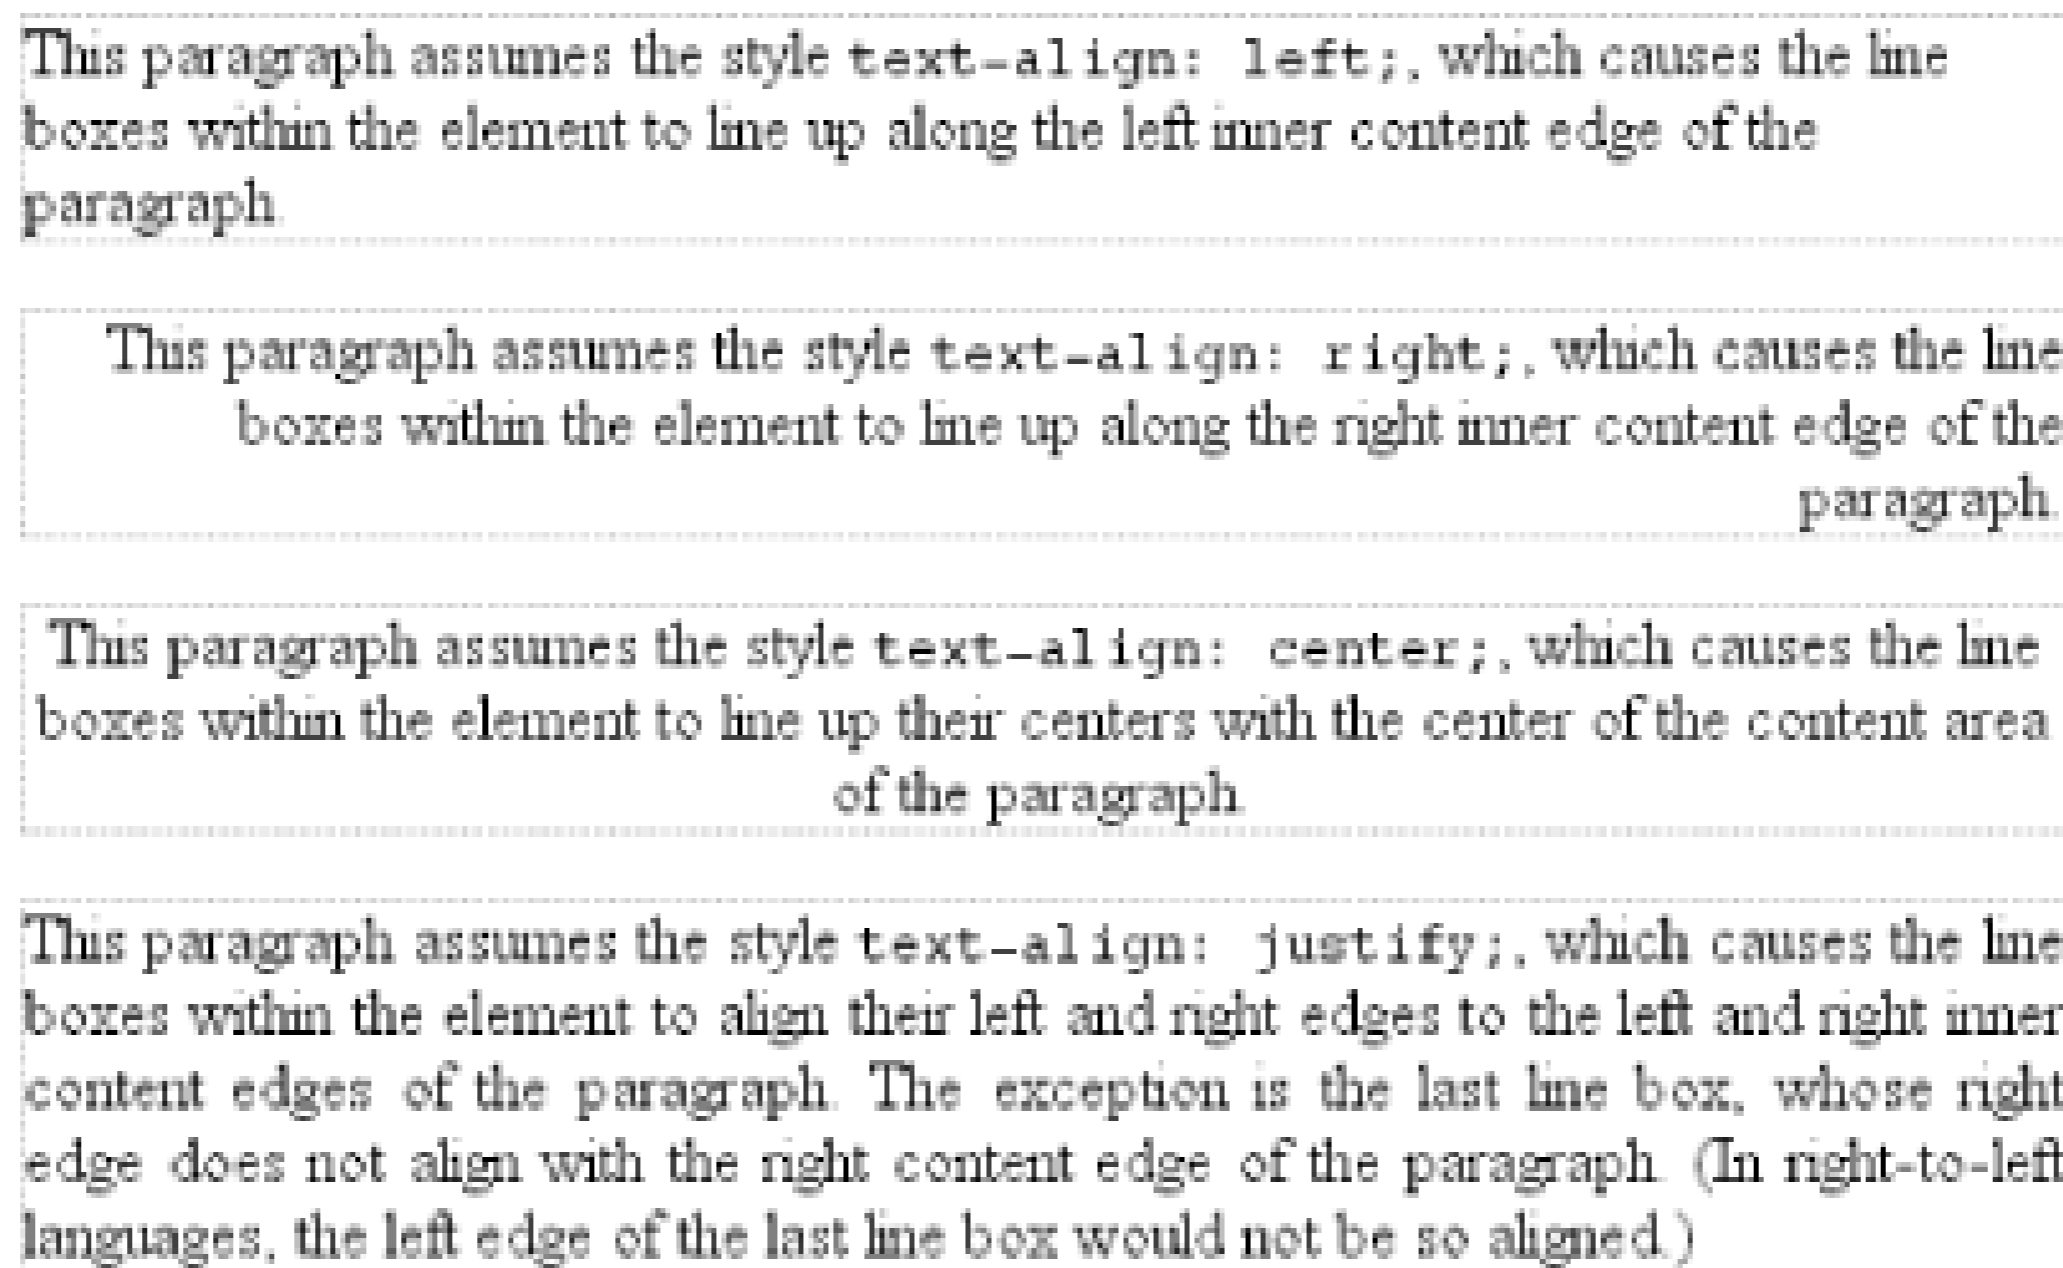 This paragraph assumes the style text-align: left;, which causes the line
boxes within the element to line up along the left inner content edge of the
paragraph.
This paragraph assumes the style text-align: right;, which causes the line
boxes within the element to line up along the right inner content edge of the
paragraph.
This paragraph assumes the style text-align: center;, which causes the line
boxes within the element to line up their centers with the center of the content area
of the paragraph.
This paragraph assumes the style text-align: justify;, which causes the line
boxes within the element to align their left and right edges to the left and right inner
content edges of the paragraph. The exception is the last line box, whose right
edge does not align with the right content edge of the paragraph. (In right-to-left
languages, the left edge of the last line box would not be so aligned.)